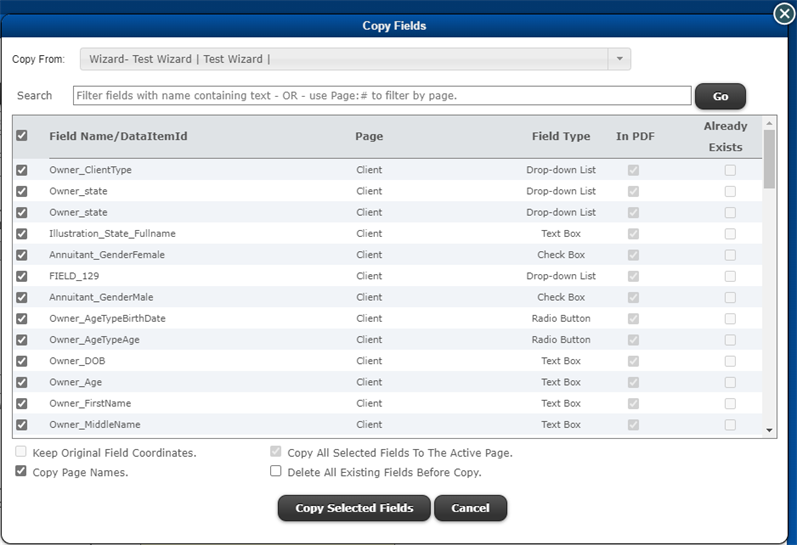 Copy Fields
Copy From: Wizard- Test Wizard | Test Wizard |
Search Filter fields with name containing text - OR - use Page:# to filter by page. Go
Field Name/DataItemId Page Field Type In PDF Already Exists
Owner_ClientType Client Drop-down List
Owner_state Client Drop-down List
Owner_state Client Drop-down List
Illustration_State_Fullname Client Text Box
Annuitant_GenderFemale Client Check Box
FIELD_129 Client Drop-down List
Annuitant_GenderMale Client Check Box
Owner_AgeTypeBirthDate Client Radio Button
Owner_AgeTypeAge Client Radio Button
Owner_DOB Client Text Box
Owner_Age Client Text Box
Owner_FirstName Client Text Box
Owner_MiddleName Client Text Box
Keep Original Field Coordinates. Copy All Selected Fields To The Active Page.
Copy Page Names. Delete All Existing Fields Before Copy.
Copy Selected Fields Cancel